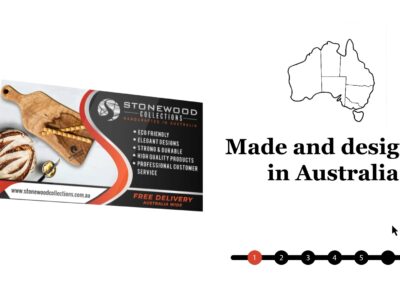 STONEWOOD
COLLECTIONS
HANDCRAFTED IN AUSTRALIA
• ECO FRIENDLY
• ELEGANT DESIGNS
• STRONG & DURABLE
• HIGH QUALITY PRODUCTS
• PROFESSIONAL CUSTOMER
SERVICE
FREE DELIVERY
AUSTRALIA WIDE
www.stonewoodcollections.com.au
Made and desig
in Australia
1 2 3 4 5